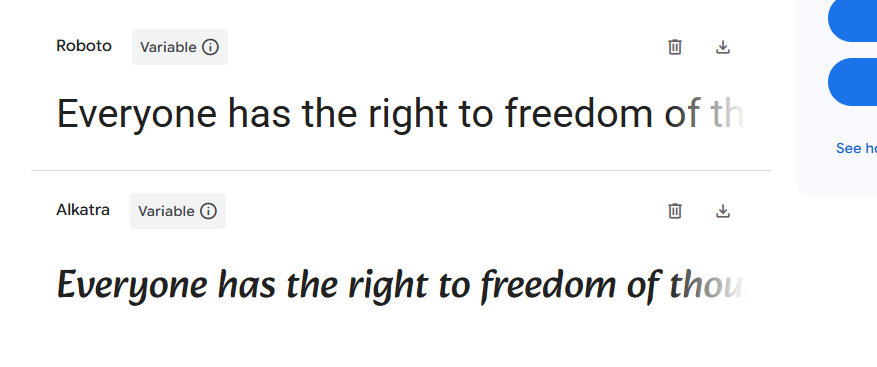 Roboto Variable
Everyone has the right to freedom of th
See ho
Alkatra Variable
Everyone has the right to freedom of thou